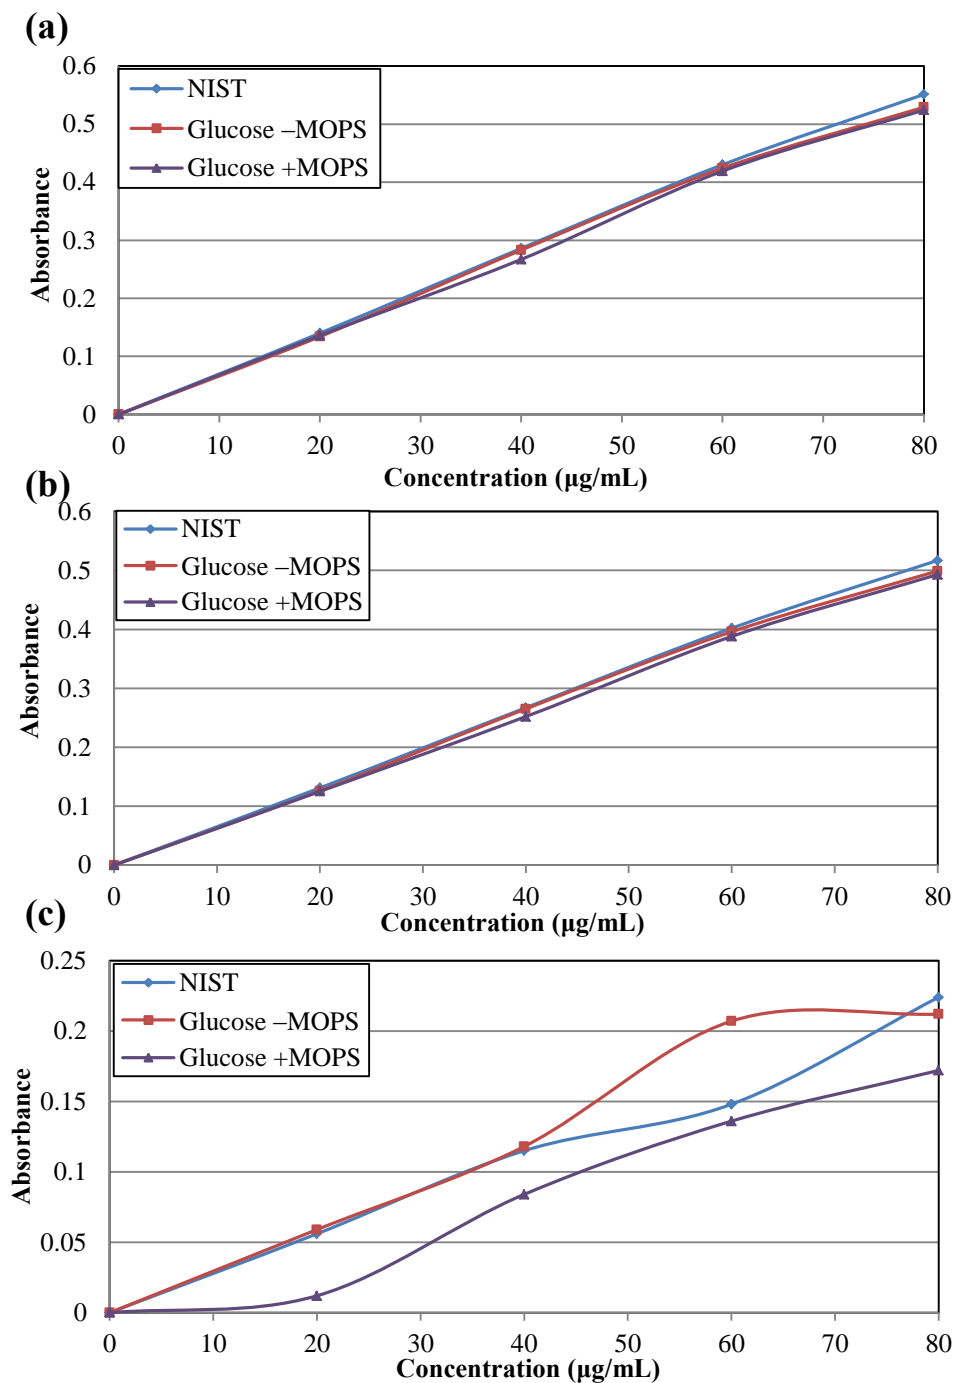 (a)
0.6
0.5
0.4
0.3
0.2
0.1
0
Absorbance
NIST
Glucose –MOPS
Glucose +MOPS
0 10 20 30 40 50 60 70 80
Concentration (µg/mL)
(b)
0.6
0.5
0.4
0.3
0.2
0.1
0
Absorbance
NIST
Glucose –MOPS
Glucose +MOPS
0 10 20 30 40 50 60 70 80
Concentration (µg/mL)
(c)
0.25
0.2
0.15
0.1
0.05
0
Absorbance
NIST
Glucose –MOPS
Glucose +MOPS
0 10 20 30 40 50 60 70 80
Concentration (µg/mL)